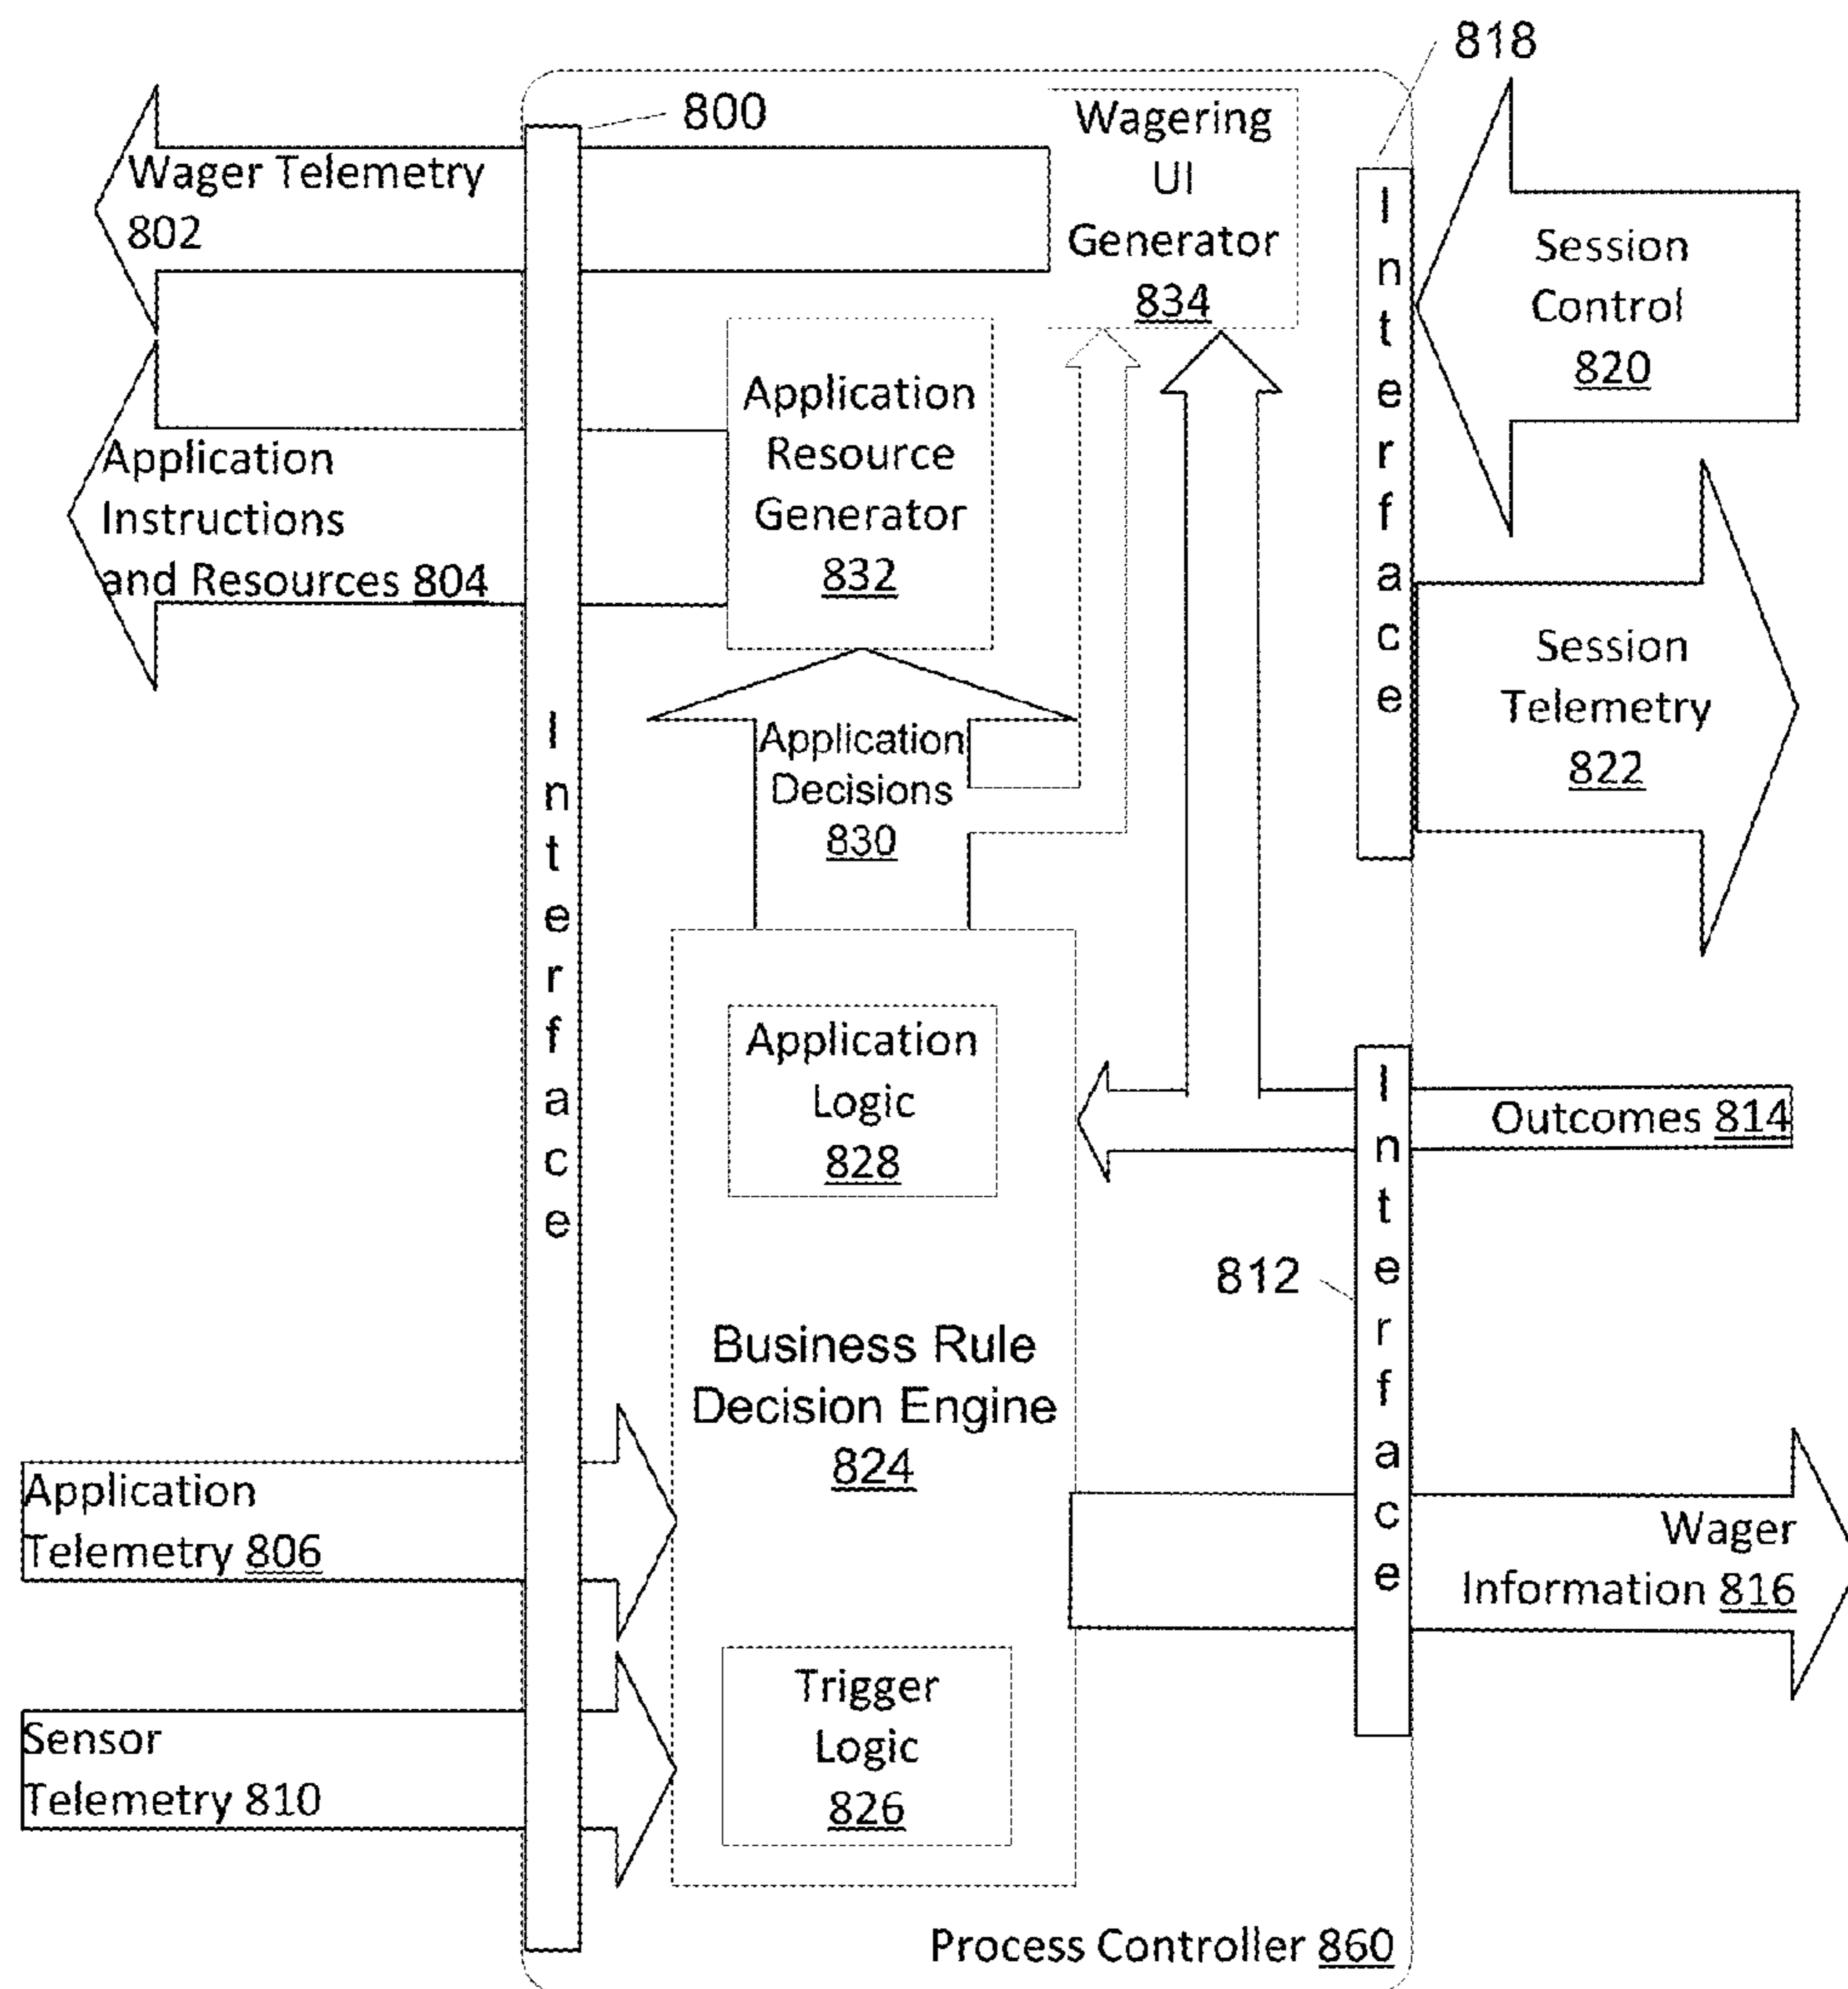 818
800
Wagering
UI
Generator
834
Wager Telemetry
802
Interface
Session
Control
820
Application
Resource
Generator
832
Application
Instructions
and Resources 804
Session
Telemetry
822
Interface
Application
Decisions
830
Application
Logic
828
Interface
Outcomes 814
812
Business Rule
Decision Engine
824
Application
Telemetry 806
Wager
Information 816
Trigger
Logic
826
Sensor
Telemetry 810
Process Controller 860